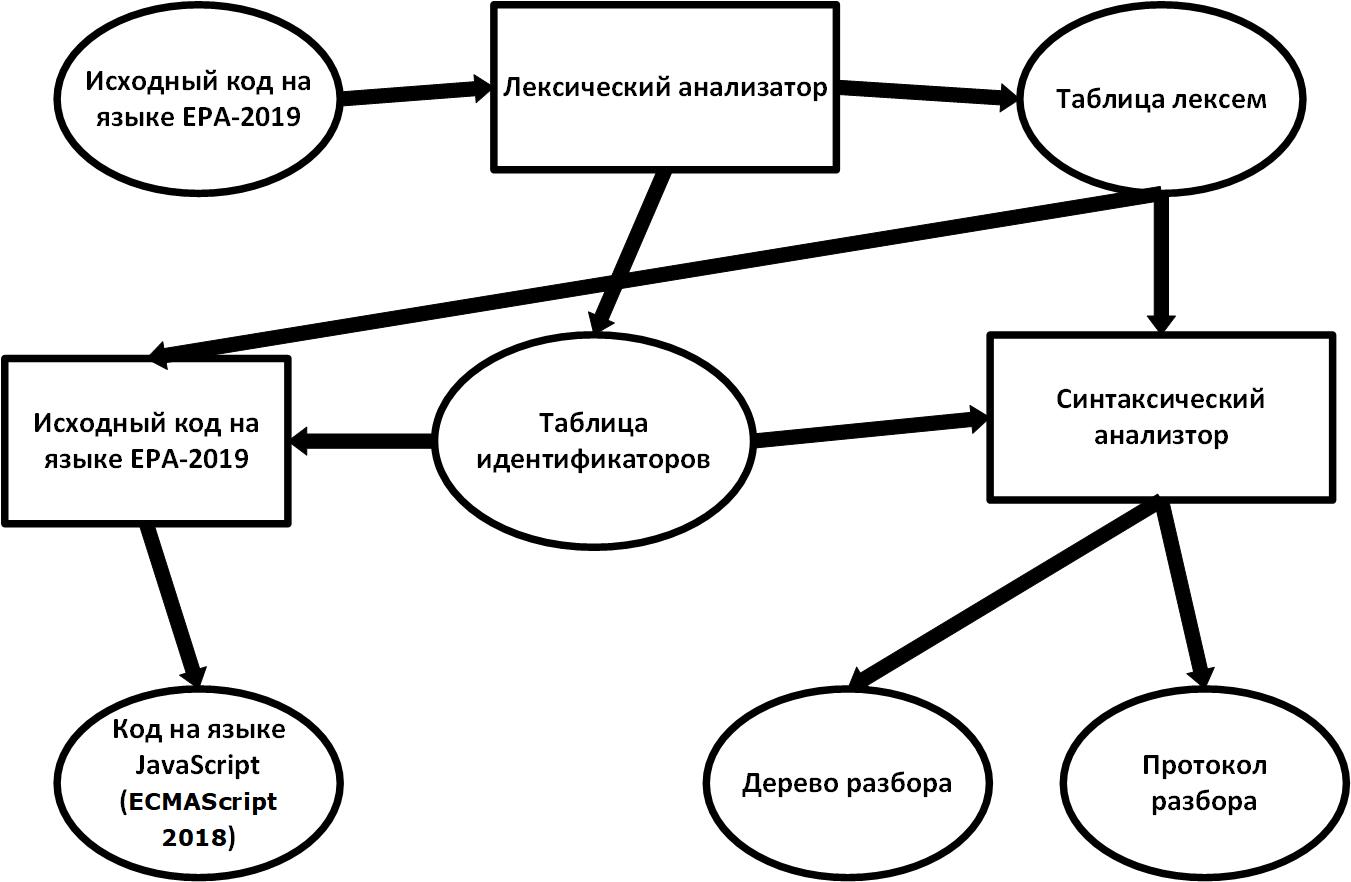 Исходный код на
языке EPA-2019
Лексический анализатор
Таблица лексем
Исходный код на
языке EPA-2019
Таблица
идентификаторов
Синтаксический
анализтор
Код на языке
JavaScript
(ECMAScript
2018)
Дерево разбора
Протокол
разбора